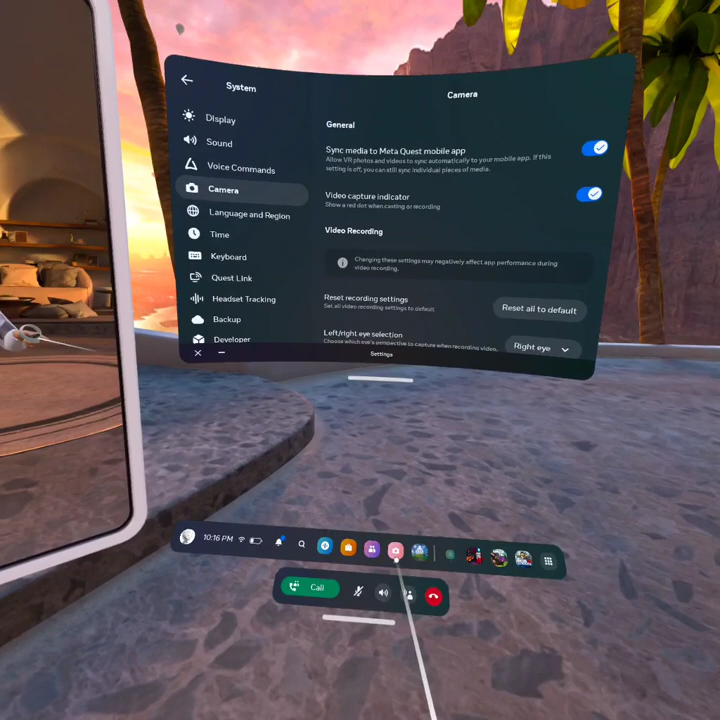 System
Display
Sound
Voice Commands
Camera
Language and Region
Time
Keyboard
Quest Link
Headset Tracking
Backup
Developer
Camera
General
Sync media to Meta Quest mobile app
Allow VR photos and videos to sync automatically to your mobile app. If this
setting is off, you can still sync individual pieces of media.
Video capture indicator
Show a red dot when casting or recording
Video Recording
Changing these settings may negatively affect app performance during
video recording.
Reset recording settings
Set all video recording settings to default.
Reset all to default
Left/right eye selection
Choose which eye's perspective to capture when recording video.
Right eye
Settings
10:16 PM
Call